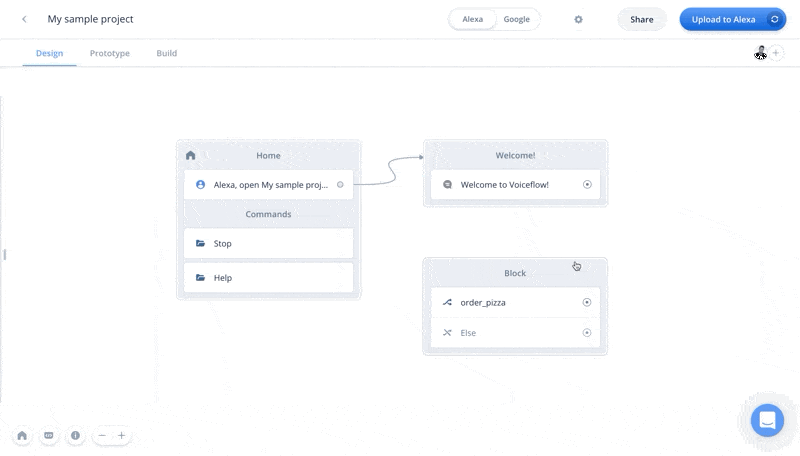 My sample project
Alexa
Google
Share
Upload to Alexa
Design
Prototype
Build
Home
Alexa, open My sample proj...
Commands
Stop
Help
Welcome!
Welcome to Voiceflow!
Block
order_pizza
Else